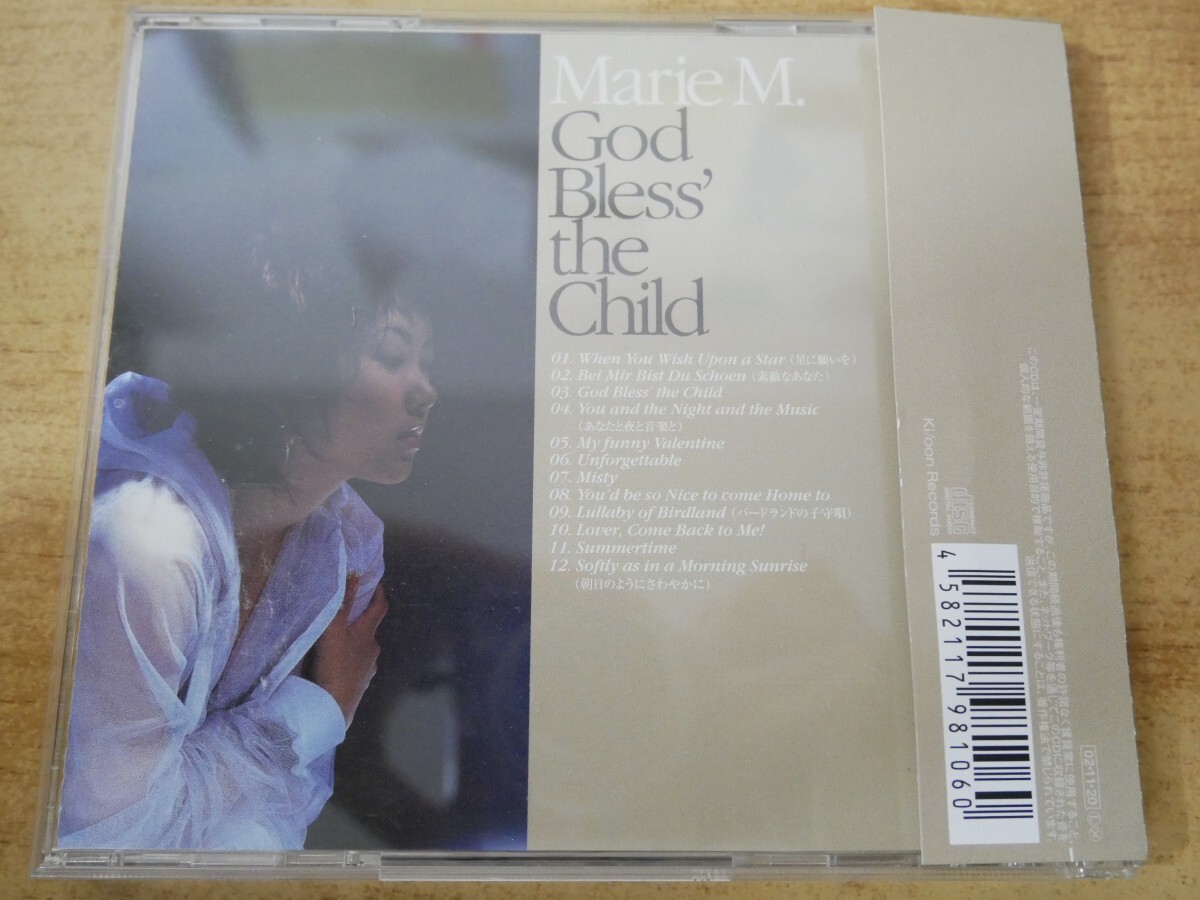 Marie M.
God
Bless'
the
Child
01. When You Wish Upon a Star (星に願いを)
02. Bei Mir Bist Du Schoen (素敵なあなた)
03. God Bless' the Child
04. You and the Night and the Music
(あなたと夜と音楽と)
05. My funny Valentine
06. Unforgettable
07. Misty
08. You'd be so Nice to come Home to
09. Lullaby of Birdland (バードランドの子守唄)
10. Lover, Come Back to Me!
11. Summertime
12. Softly as in a Morning Sunrise
(朝日のようにさわやかに)
Ki/oon Records
disc
4 582117 981060
02•11•20